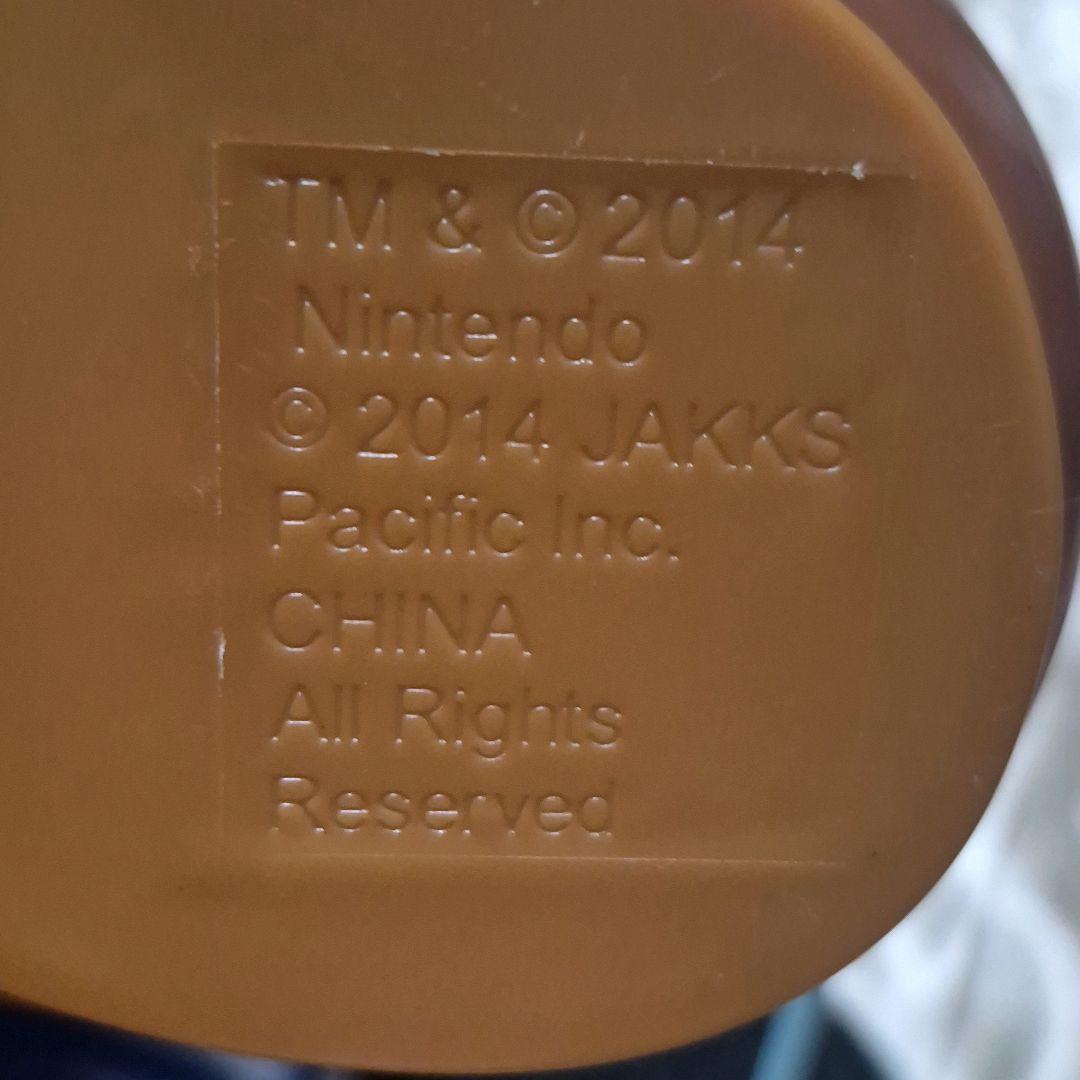 TM & © 2014
Nintendo
© 2014 JAKKS
Pacific Inc.
CHINA
All Rights
Reserved